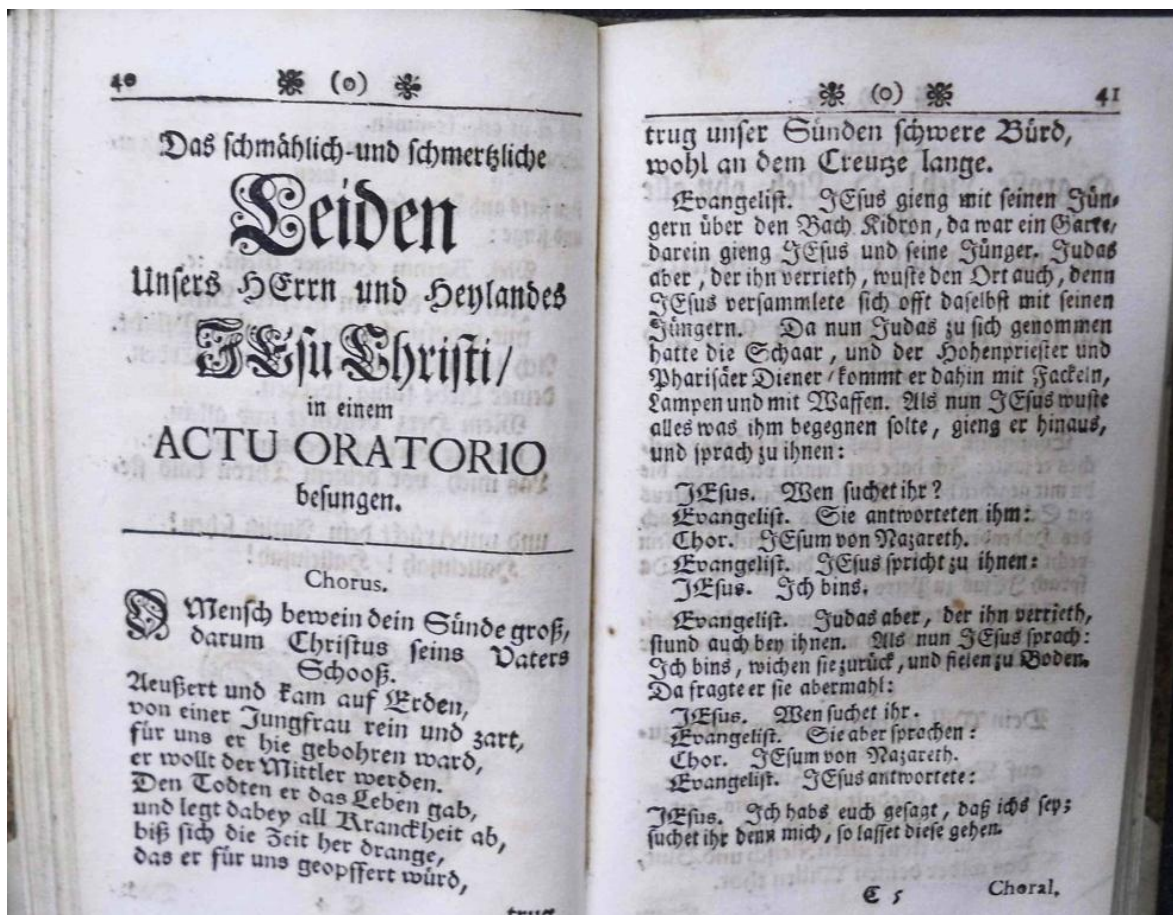 40 (o)
Das schmählich-und schmertzliche
Leiden
Unsers HErrn und Heylandes
JEsu Christi/
in einem
ACTU ORATORIO
besungen.
Chorus.
O Mensch bewein dein Sünde groß,
darum Christus seins Vaters
Schooß.
Aeußert und kam auf Erden,
von einer Jungfrau rein und zart,
für uns er hie gebohren ward,
er wollt der Mittler werden.
Den Todten er das Leben gab,
und legt dabey all Kranckheit ab,
biß sich die Zeit her drange,
das er für uns geopffert würd,
trug
(o) 41
trug unser Sünden schwere Bürd,
wohl an dem Creutze lange.
Evangelist. JEsus gieng mit seinen Jün-
gern über den Bach Kidron, da war ein Garte/
darein gieng JEsus und seine Jünger. Judas
aber, der ihn verrieth, wuste den Ort auch, denn
JEsus versammlete sich offt daselbst mit seinen
Jüngern. Da nun Judas zu sich genommen
hatte die Schaar, und der Hohenpriester und
Pharisäer Diener/ kommt er dahin mit Fackeln,
Lampen und mit Waffen. Als nun JEsus wuste
alles was ihm begegnen solte, gieng er hinaus,
und sprach zu ihnen:
JEsus. Wen suchet ihr?
Evangelist. Sie antworteten ihm:
Chor. JEsum von Nazareth.
Evangelist. JEsus spricht zu ihnen:
JEsus. Ich bins.
Evangelist. Judas aber, der ihn verrieth,
stund auch bey ihnen. Als nun JEsus sprach:
Ich bins, wichen sie zurück, und fielen zu Boden.
Da fragte er sie abermahl:
JEsus. Wen suchet ihr.
Evangelist. Sie aber sprachen:
Chor. JEsum von Nazareth.
Evangelist. JEsus antwortete:
JEsus. Ich habs euch gesagt, daß ichs sey;
suchet ihr denn mich, so lasset diese gehen.
C 5 Choral,